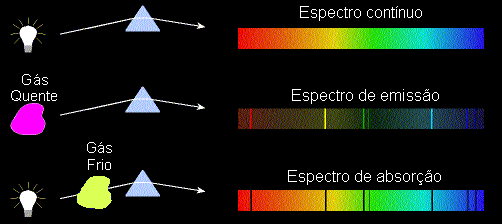 Espectro contínuo
Gás
Quente
Espectro de emissão
Gás
Frio
Espectro de absorção